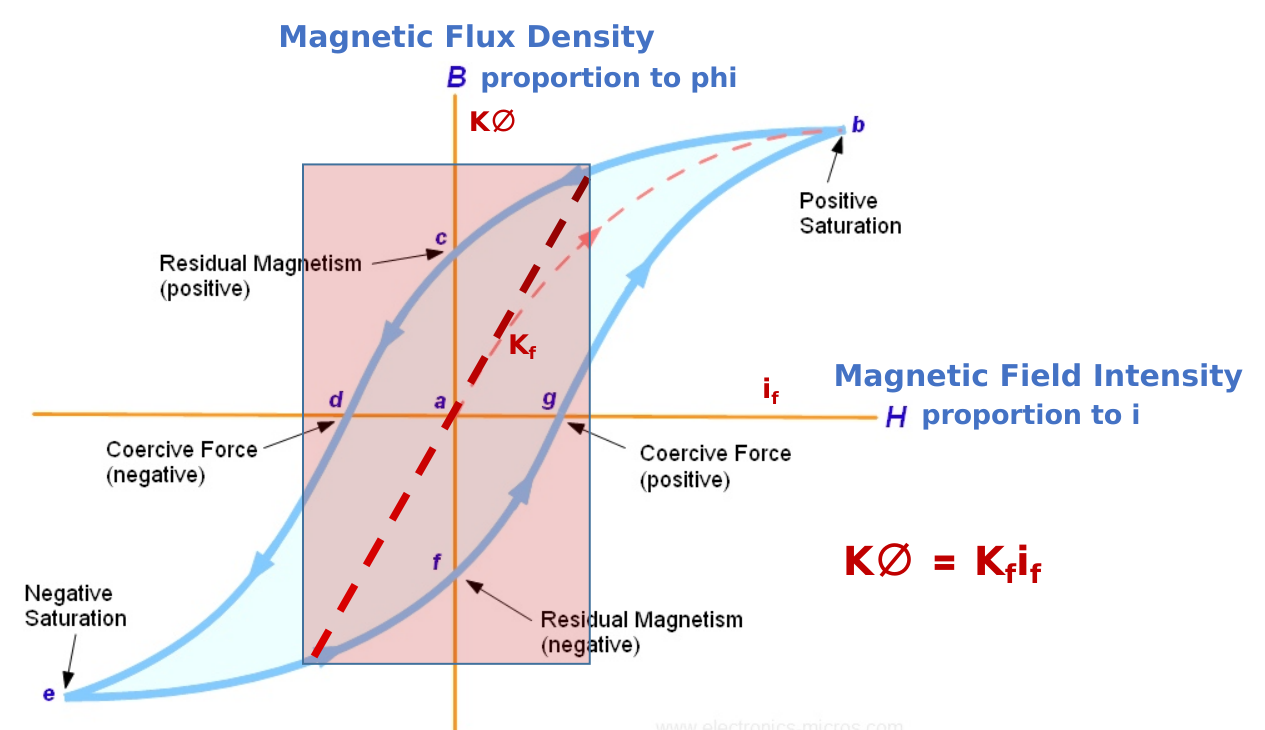 Magnetic Flux Density
B proportion to phi
K∅
b
Positive
Saturation
c
Residual Magnetism
(positive)
K_f
i_f
Magnetic Field Intensity
H proportion to i
d
a
g
Coercive Force
(negative)
Coercive Force
(positive)
K∅ = K_f i_f
f
Negative
Saturation
Residual Magnetism
(negative)
e
www.electronics-micros.com